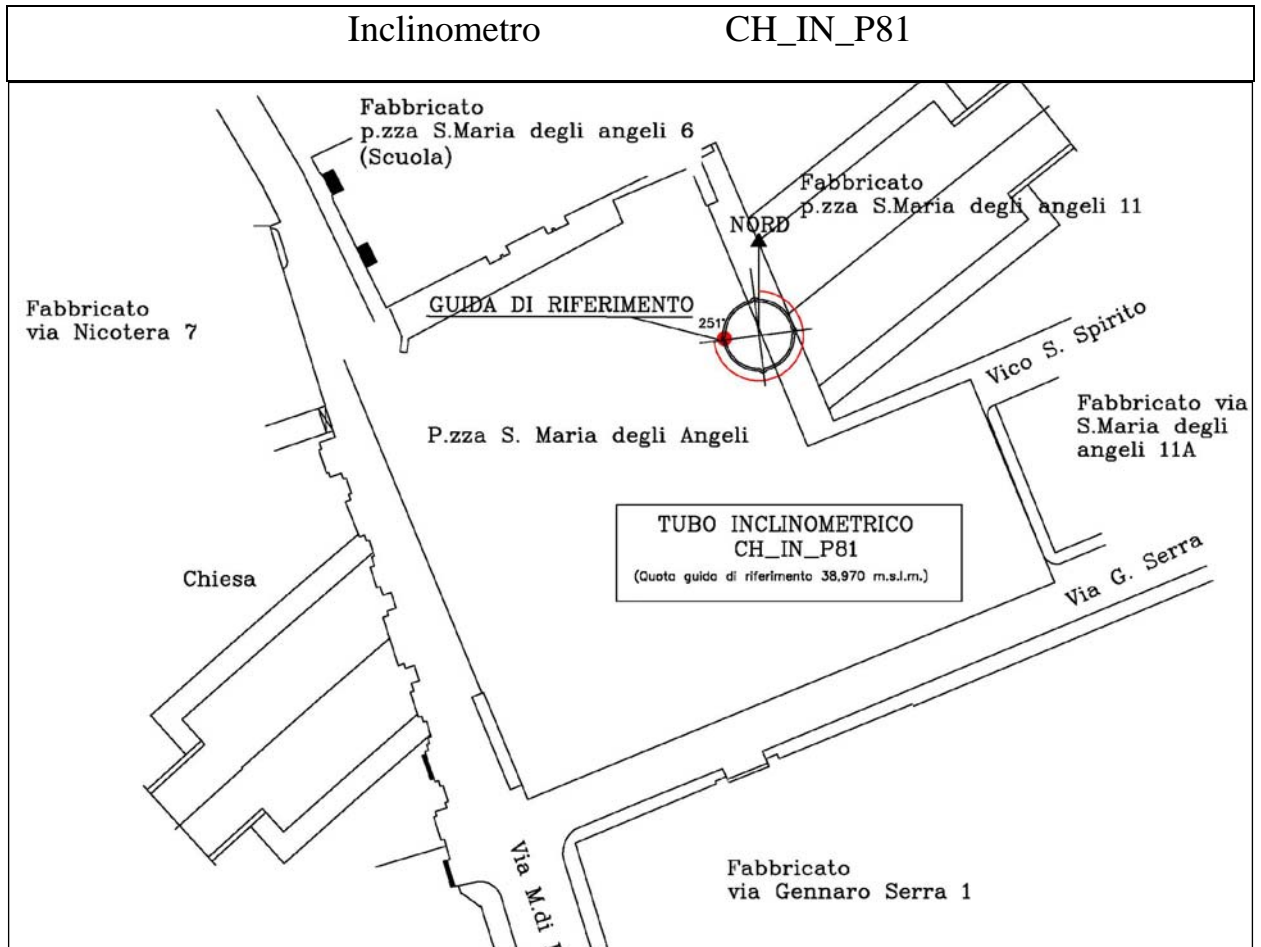 Inclinometro CH_IN_P81
Fabbricato
p.zza S.Maria degli angeli 6
(Scuola)
Fabbricato
p.zza S.Maria degli angeli 11
NORD
GUIDA DI RIFERIMENTO
251°
Fabbricato
via Nicotera 7
Vico S. Spirito
Fabbricato via
S.Maria degli
angeli 11A
P.zza S. Maria degli Angeli
TUBO INCLINOMETRICO
CH_IN_P81
(Quota guida di riferimento 38,970 m.s.l.m.)
Chiesa
Via G. Serra
Via M.di
Fabbricato
via Gennaro Serra 1